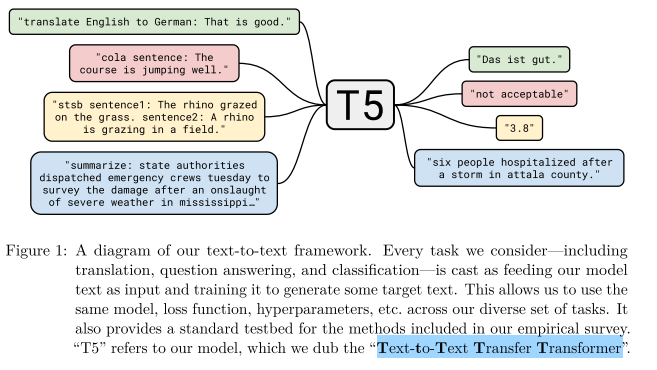 "translate English to German: That is good."
"cola sentence: The
course is jumping well."
"stsb sentence1: The rhino grazed
on the grass. sentence2: A rhino
is grazing in a field."
"summarize: state authorities
dispatched emergency crews tuesday to
survey the damage after an onslaught
of severe weather in mississippi…"
T5
"Das ist gut."
"not acceptable"
"3.8"
"six people hospitalized after
a storm in attala county."
Figure 1: A diagram of our text-to-text framework. Every task we consider—including
translation, question answering, and classification—is cast as feeding our model
text as input and training it to generate some target text. This allows us to use the
same model, loss function, hyperparameters, etc. across our diverse set of tasks. It
also provides a standard testbed for the methods included in our empirical survey.
“T5” refers to our model, which we dub the “Text-to-Text Transfer Transformer”.